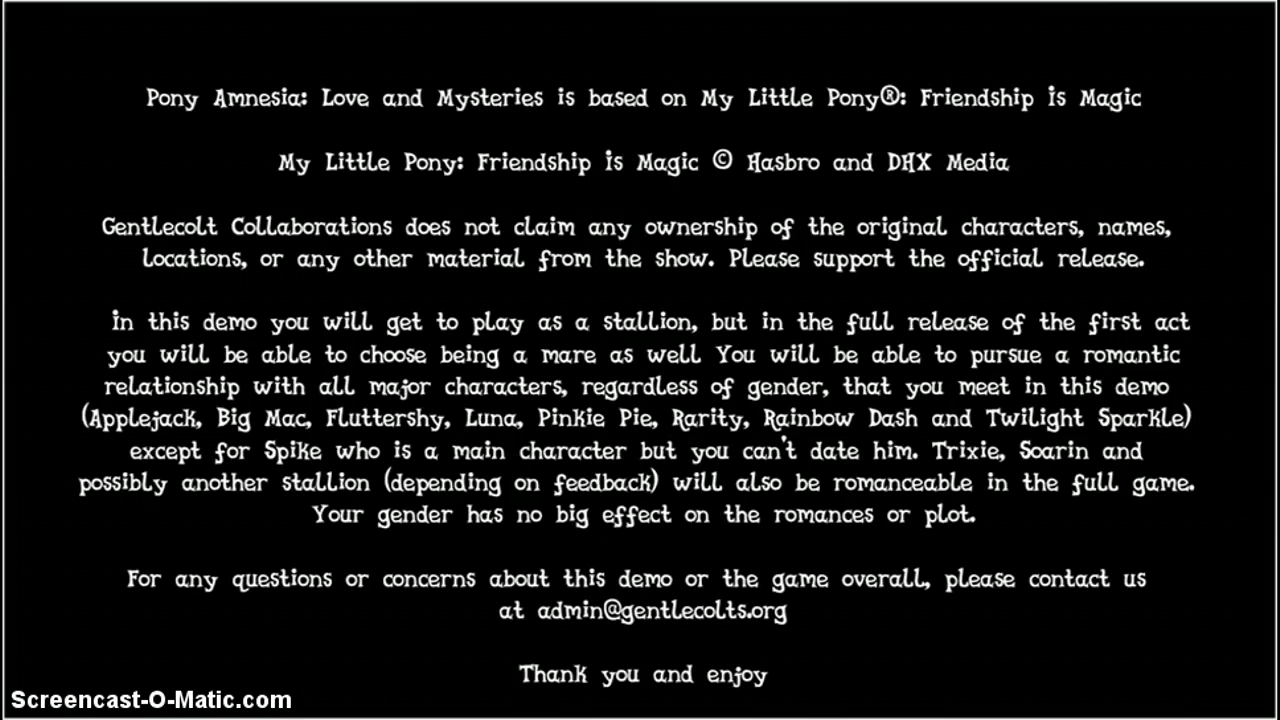 Pony Amnesia: Love and Mysteries is based on My Little Pony®: Friendship is Magic
My Little Pony: Friendship is Magic © Hasbro and DHX Media
Gentlecolt Collaborations does not claim any ownership of the original characters, names,
locations, or any other material from the show. Please support the official release.
In this demo you will get to play as a stallion, but in the full release of the first act
you will be able to choose being a mare as well You will be able to pursue a romantic
relationship with all major characters, regardless of gender, that you meet in this demo
(Applejack, Big Mac, Fluttershy, Luna, Pinkie Pie, Rarity, Rainbow Dash and Twilight Sparkle)
except for Spike who is a main character but you can't date him. Trixie, Soarin and
possibly another stallion (depending on feedback) will also be romanceable in the full game.
Your gender has no big effect on the romances or plot.
For any questions or concerns about this demo or the game overall, please contact us
at admin@gentlecolts.org
Thank you and enjoy
Screencast-O-Matic.com